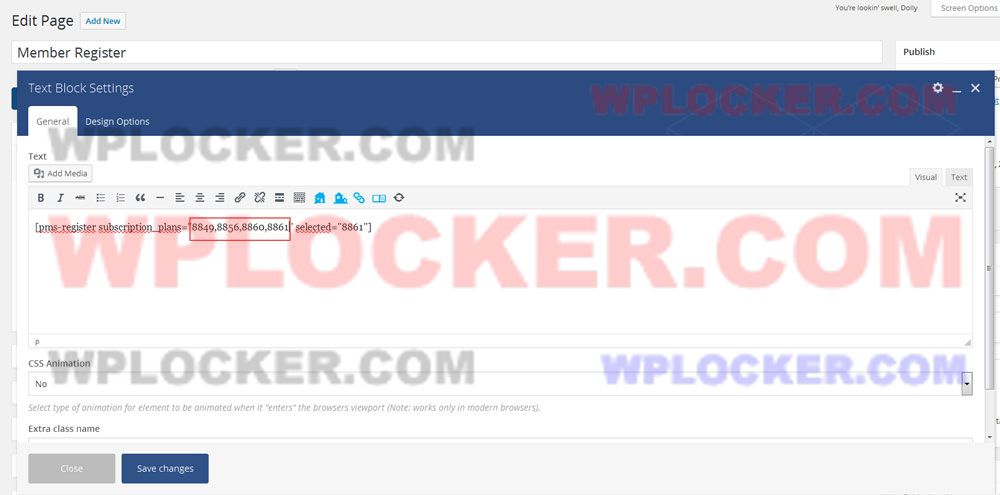 You're lookin' swell, Dolly
Screen Options
Edit Page
Add New
Member Register
Publish
Text Block Settings
WPLOCKER.COM
General
Design Options
WPLOCKER.COM
Text
Add Media
Visual
Text
B I ABC
[pms-register subscription_plans="8849,8856,8860,8861" selected="8861"]
WPLOCKER.COM
p
CSS Animation
WPLOCKER.COM
WPLOCKER.COM
No
Select type of animation for element to be animated when it "enters" the browsers viewport (Note: works only in modern browsers).
Extra class name
Close
Save changes